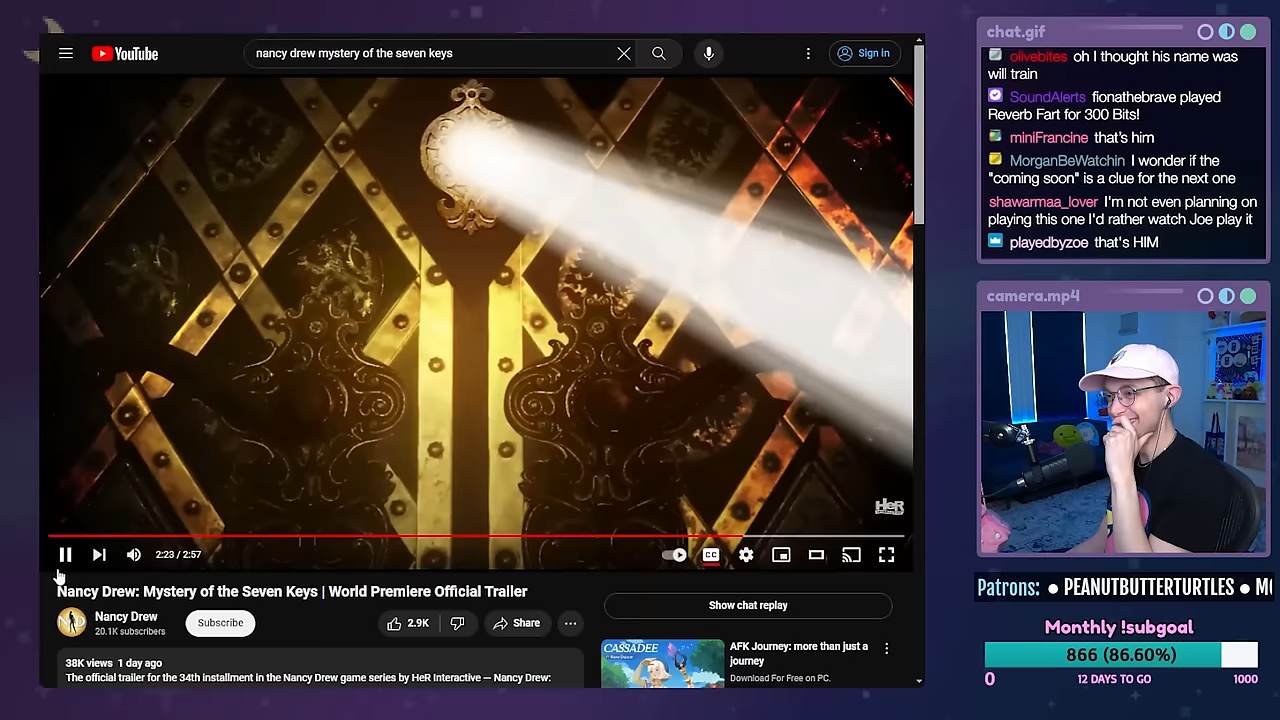 YouTube
nancy drew mystery of the seven keys
Sign in
HeR
2:23 / 2:57
CC
Nancy Drew: Mystery of the Seven Keys | World Premiere Official Trailer
Nancy Drew
20.1K subscribers
Subscribe
2.9K
Share
38K views 1 day ago
The official trailer for the 34th installment in the Nancy Drew game series by HeR Interactive — Nancy Drew:
Show chat replay
CASSADEE
AFK Journey: more than just a
journey
Download For Free on PC.
chat.gif
olivebites oh I thought his name was
will train
SoundAlerts fionathebrave played
Reverb Fart for 300 Bits!
miniFrancine that's him
MorganBeWatchin I wonder if the
"coming soon" is a clue for the next one
shawarmaa_lover I'm not even planning on
playing this one I'd rather watch Joe play it
playedbyzoe that's HIM
camera.mp4
Patrons: ● PEANUTBUTTERTURTLES ● M
Monthly !subgoal
866 (86.60%)
0 12 DAYS TO GO 1000